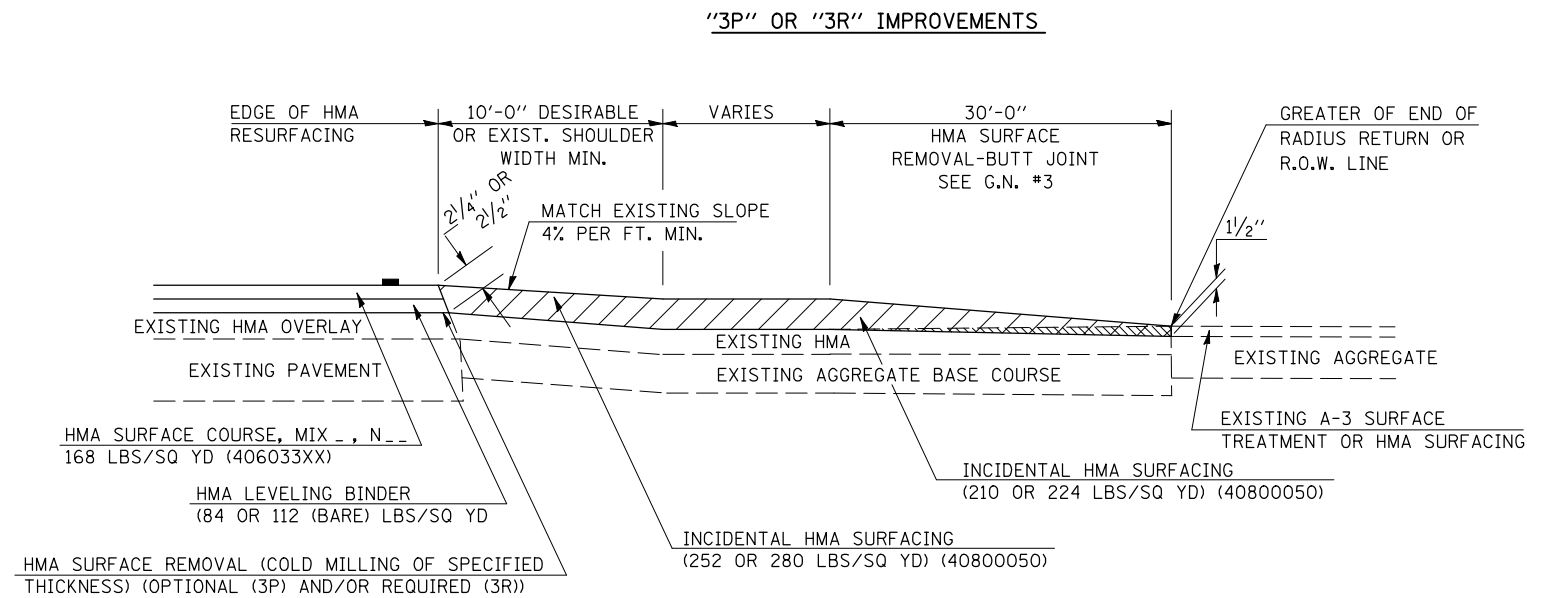 "3P" OR "3R" IMPROVEMENTS
EDGE OF HMA
RESURFACING
10'-0" DESIRABLE
OR EXIST. SHOULDER
WIDTH MIN.
VARIES
30'-0"
HMA SURFACE
REMOVAL-BUTT JOINT
SEE G.N. #3
GREATER OF END OF
RADIUS RETURN OR
R.O.W. LINE
2 1/4" OR
2 1/2"
MATCH EXISTING SLOPE
4% PER FT. MIN.
1 1/2"
EXISTING HMA OVERLAY
EXISTING HMA
EXISTING PAVEMENT
EXISTING AGGREGATE BASE COURSE
EXISTING AGGREGATE
EXISTING A-3 SURFACE
TREATMENT OR HMA SURFACING
HMA SURFACE COURSE, MIX _ , N _ _
168 LBS/SQ YD (406033XX)
INCIDENTAL HMA SURFACING
(210 OR 224 LBS/SQ YD) (40800050)
HMA LEVELING BINDER
(84 OR 112 (BARE) LBS/SQ YD
INCIDENTAL HMA SURFACING
(252 OR 280 LBS/SQ YD) (40800050)
HMA SURFACE REMOVAL (COLD MILLING OF SPECIFIED
THICKNESS) (OPTIONAL (3P) AND/OR REQUIRED (3R))